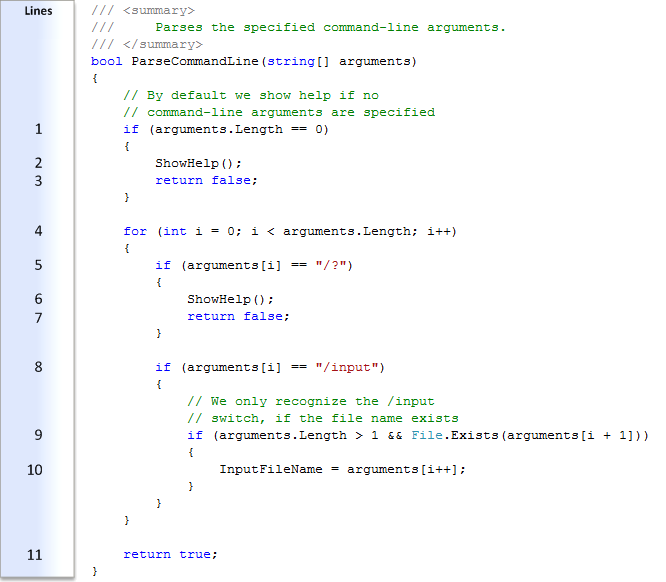 Lines
/// <summary>
///     Parses the specified command-line arguments.
/// </summary>
bool ParseCommandLine(string[] arguments)
{
    // By default we show help if no
    // command-line arguments are specified
1    if (arguments.Length == 0)
    {
2        ShowHelp();
3        return false;
    }
4    for (int i = 0; i < arguments.Length; i++)
    {
5        if (arguments[i] == "/?")
        {
6            ShowHelp();
7            return false;
        }
8        if (arguments[i] == "/input")
        {
            // We only recognize the /input
            // switch, if the file name exists
9            if (arguments.Length > 1 && File.Exists(arguments[i + 1]))
            {
10                InputFileName = arguments[i++];
            }
        }
    }
11    return true;
}